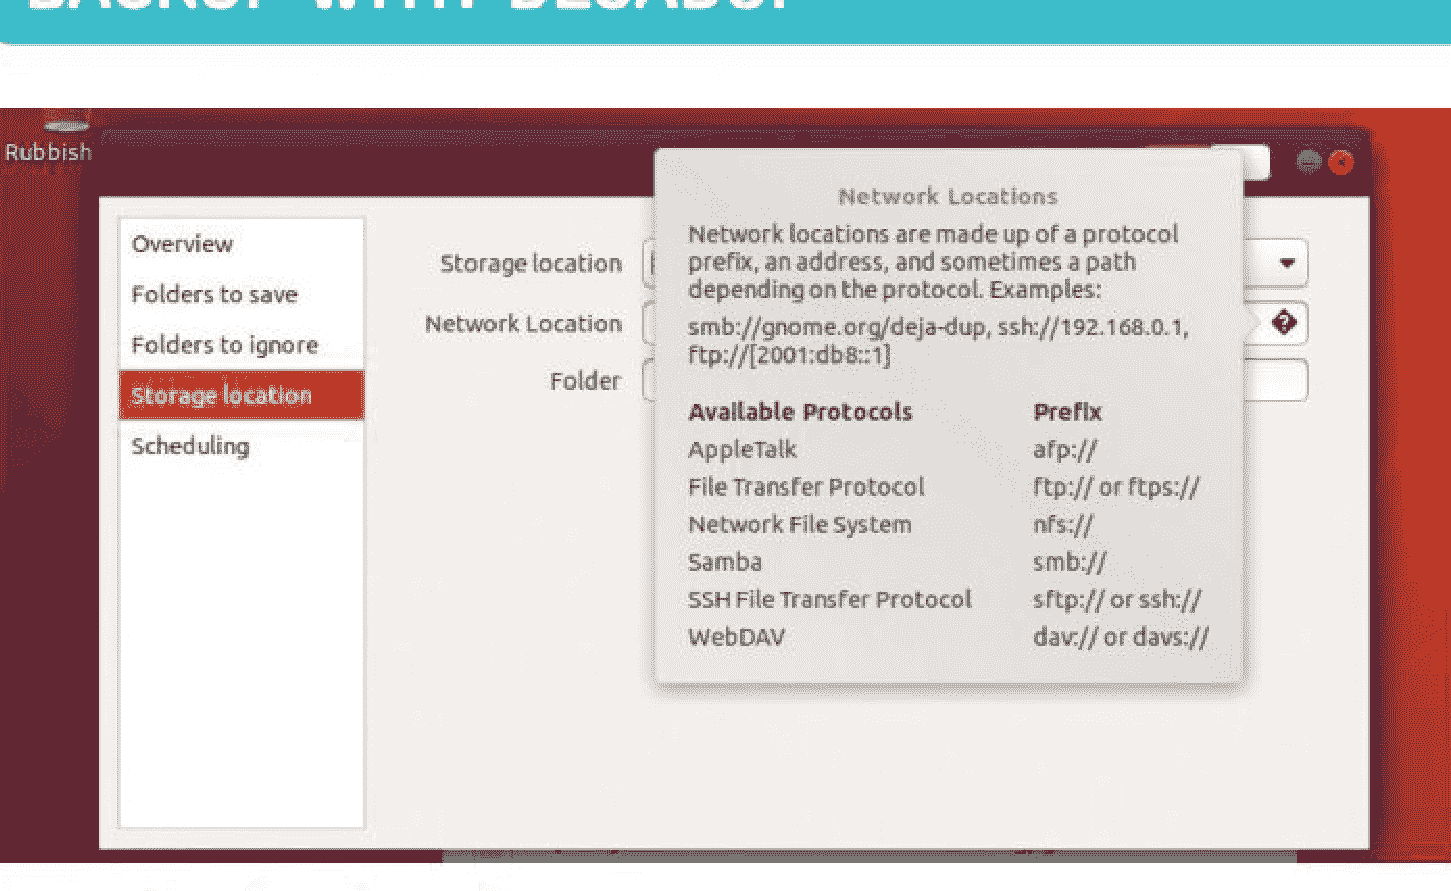 BACKUP WITH DEJADUP
Rubbish
Overview
Folders to save
Folders to ignore
Storage location
Scheduling
Storage location
Network Location
Folder
Network Locations
Network locations are made up of a protocol
prefix, an address, and sometimes a path
depending on the protocol. Examples:
smb://gnome.org/deja-dup, ssh://192.168.0.1,
ftp://[2001:db8::1]
Available Protocols Prefix
AppleTalk afp://
File Transfer Protocol ftp:// or ftps://
Network File System nfs://
Samba smb://
SSH File Transfer Protocol sftp:// or ssh://
WebDAV dav:// or davs://